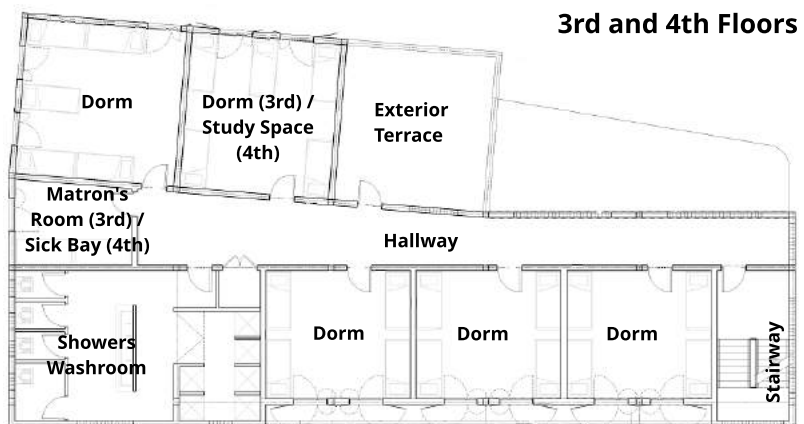 3rd and 4th Floors
Dorm
Dorm (3rd) /
Study Space
(4th)
Exterior
Terrace
Matron's
Room (3rd) /
Sick Bay (4th)
Hallway
Showers
Washroom
Dorm
Dorm
Dorm
Stairway